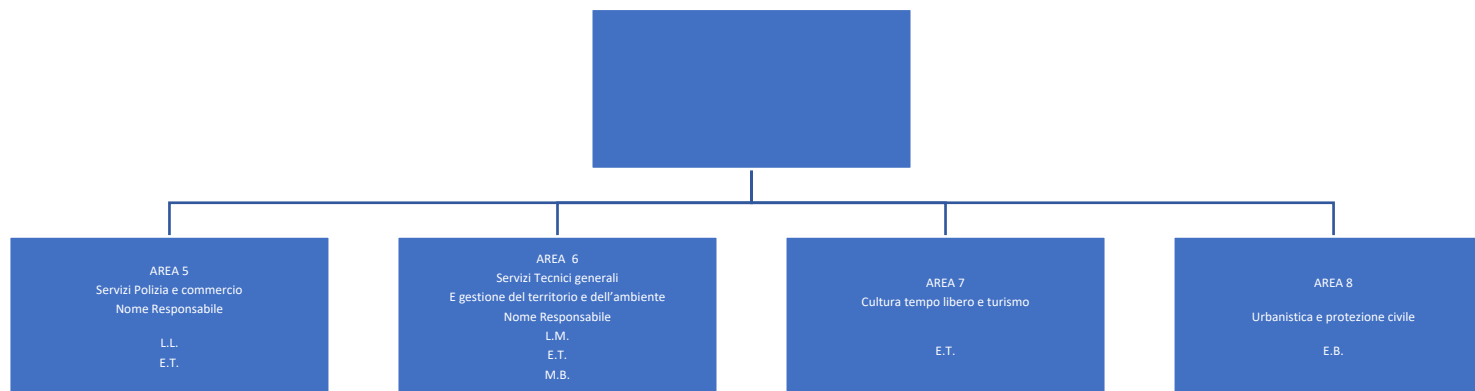 AREA 5
Servizi Polizia e commercio
Nome Responsabile
L.L.
E.T.
AREA  6
Servizi Tecnici generali
E gestione del territorio e dell’ambiente
Nome Responsabile
L.M.
E.T.
M.B.
AREA 7
Cultura tempo libero e turismo
E.T.
AREA 8
Urbanistica e protezione civile
E.B.